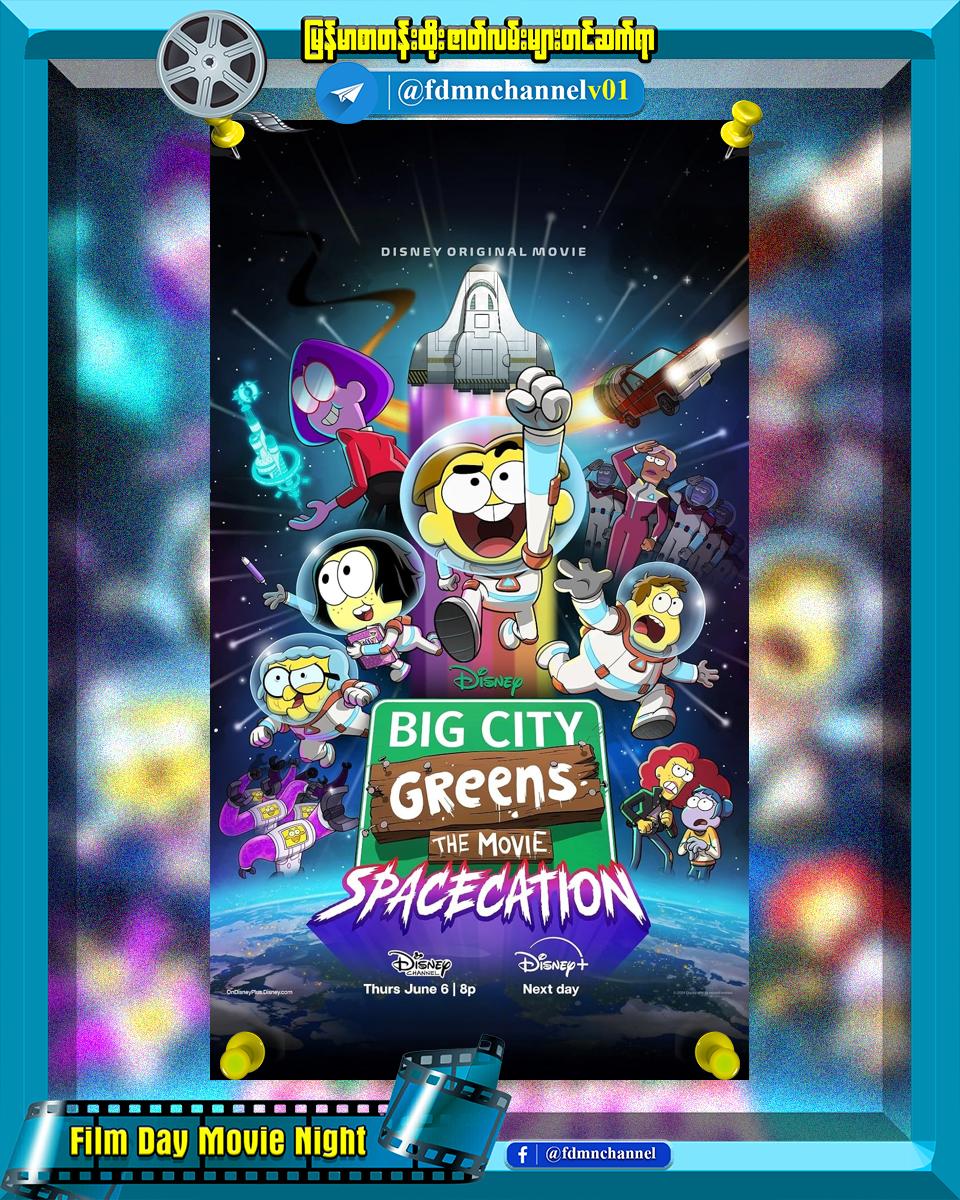 မြန်မာစာတန်းထိုးဇာတ်လမ်းများတင်ဆက်ရာ
@fdmnchannelv01
DISNEY ORIGINAL MOVIE
Disney
BIG CITY
GREENS
THE MOVIE
SPACECATION
Disney CHANNEL
Thurs June 6 | 8p
Disney+
Next day
OnDisneyPlus.Disney.com
Film Day Movie Night
@fdmnchannel